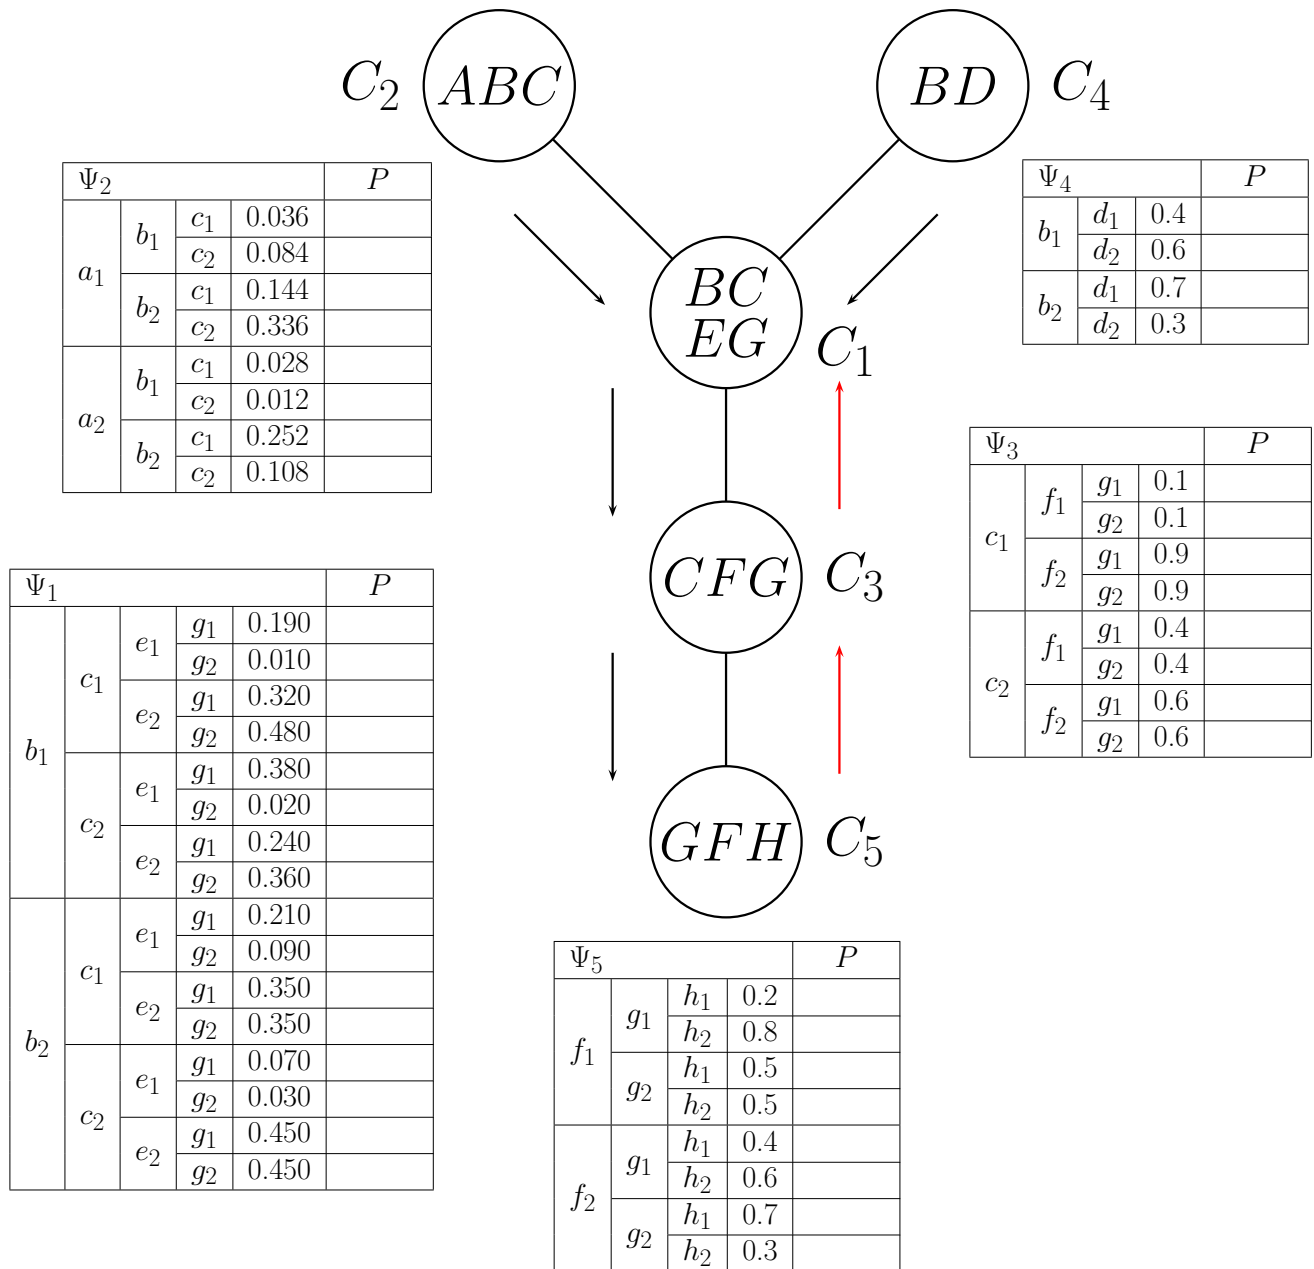 C₂ ABC
BD C₄
Ψ₂ P
a₁ b₁ c₁ 0.036
c₂ 0.084
b₂ c₁ 0.144
c₂ 0.336
a₂ b₁ c₁ 0.028
c₂ 0.012
b₂ c₁ 0.252
c₂ 0.108
Ψ₄ P
b₁ d₁ 0.4
d₂ 0.6
b₂ d₁ 0.7
d₂ 0.3
BC
EG
C₁
Ψ₃ P
c₁ f₁ g₁ 0.1
g₂ 0.1
f₂ g₁ 0.9
g₂ 0.9
c₂ f₁ g₁ 0.4
g₂ 0.4
f₂ g₁ 0.6
g₂ 0.6
CFG C₃
Ψ₁ P
b₁ c₁ e₁ g₁ 0.190
g₂ 0.010
e₂ g₁ 0.320
g₂ 0.480
c₂ e₁ g₁ 0.380
g₂ 0.020
e₂ g₁ 0.240
g₂ 0.360
b₂ c₁ e₁ g₁ 0.210
g₂ 0.090
e₂ g₁ 0.350
g₂ 0.350
c₂ e₁ g₁ 0.070
g₂ 0.030
e₂ g₁ 0.450
g₂ 0.450
GFH C₅
Ψ₅ P
f₁ g₁ h₁ 0.2
h₂ 0.8
g₂ h₁ 0.5
h₂ 0.5
f₂ g₁ h₁ 0.4
h₂ 0.6
g₂ h₁ 0.7
h₂ 0.3